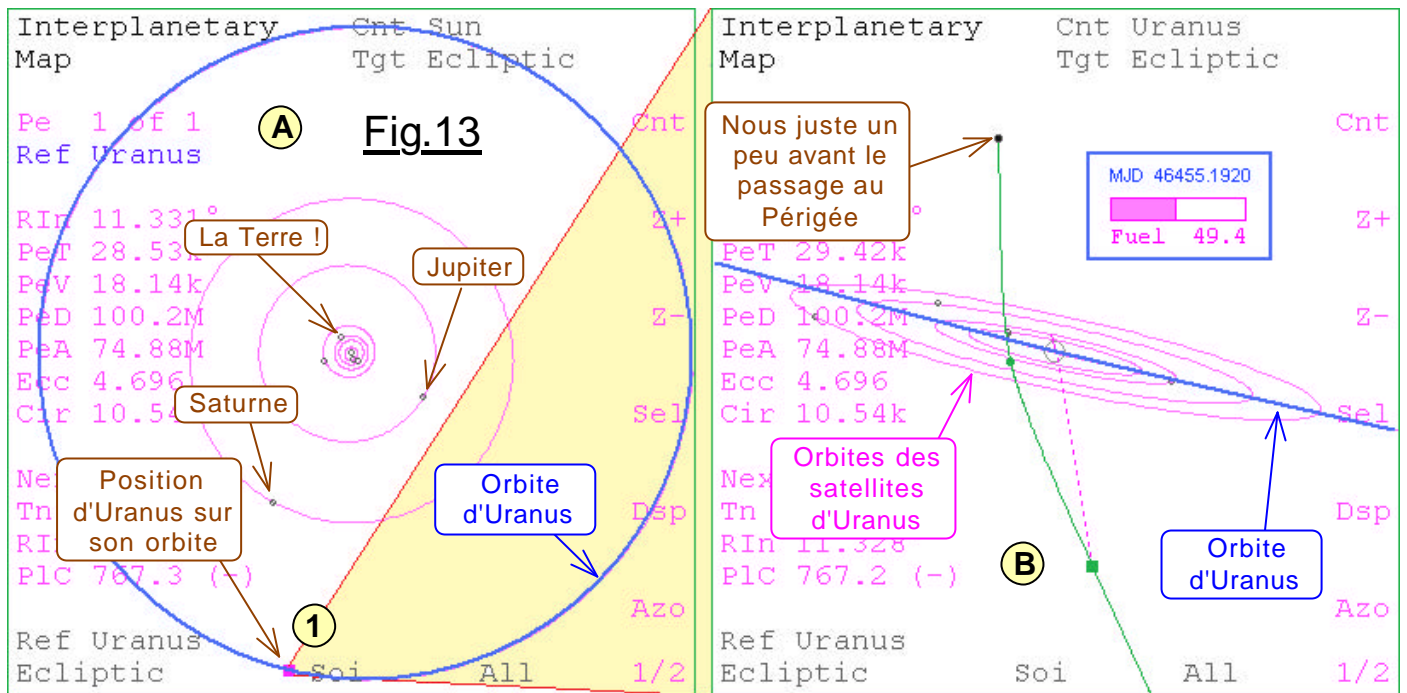 Interplanetary Cnt Sun
Map Tgt Ecliptic
Pe 1 of 1
A
Fig.13
Cnt
Ref Uranus
RIn 11.331°
La Terre !
Z+
PeT 28.53k
Jupiter
PeV 18.14k
PeD 100.2M
Z-
PeA 74.88M
Ecc 4.696
Saturne
Cir 10.54
Sel
Position
d'Uranus sur
son orbite
Orbite
d'Uranus
Dsp
Tn
PlC 767.3 (-)
1
Azo
Ref Uranus
Ecliptic Soi All 1/2
Interplanetary Cnt Uranus
Map Tgt Ecliptic
Nous juste un
peu avant le
passage au
Périgée
Cnt
MJD 46455.1920
Fuel 49.4
°
Z+
PeT 29.42k
PeV 18.14k
PeD 100.2M
Z-
PeA 74.88M
Ecc 4.696
Cir 10.54k
Sel
Orbites des
satellites
d'Uranus
Tn
Dsp
RIn 11.328
Orbite
d'Uranus
B
PlC 767.2 (-)
Azo
Ref Uranus
Ecliptic Soi All 1/2